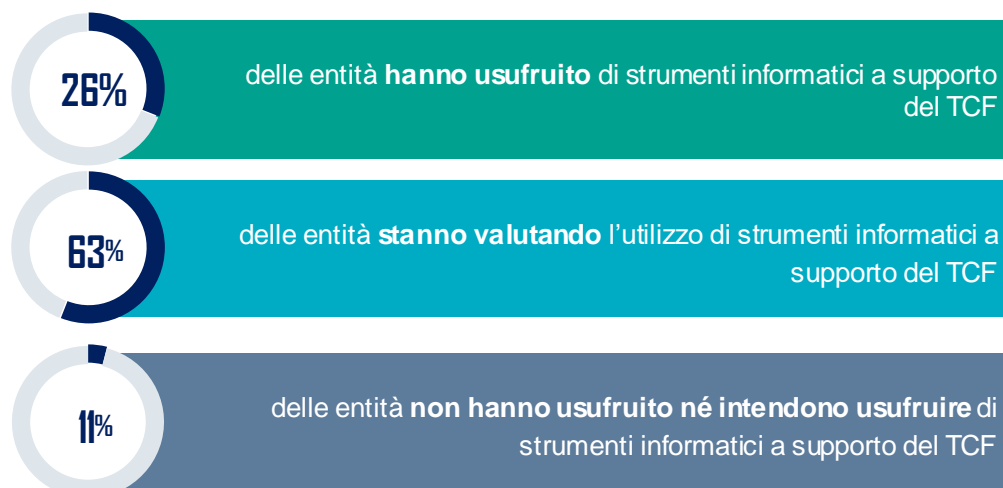 26%
delle entità hanno usufruito di strumenti informatici a supporto
del TCF
63%
delle entità stanno valutando l'utilizzo di strumenti informatici a
supporto del TCF
11%
delle entità non hanno usufruito né intendono usufruire di
strumenti informatici a supporto del TCF